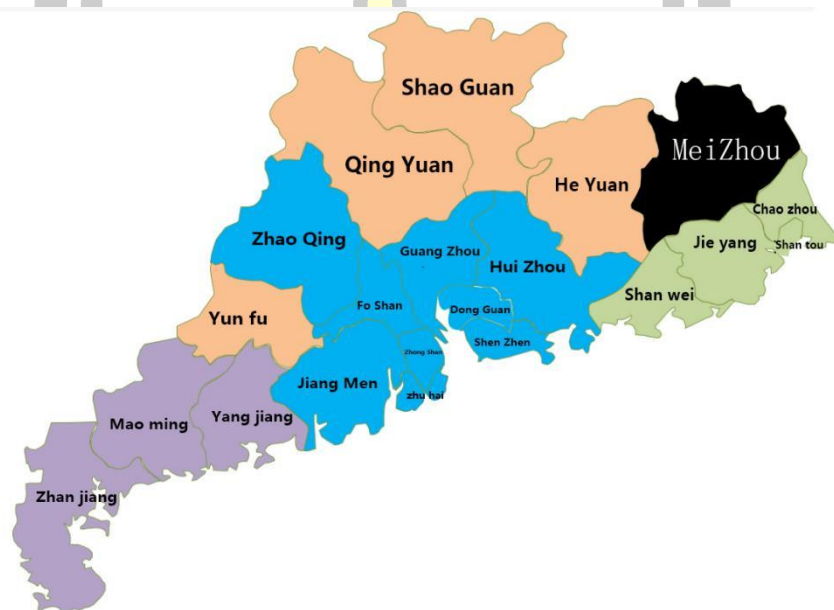 Shao Guan
MeiZhou
Qing Yuan
He Yuan
Chao zhou
Zhao Qing
Guang Zhou
Jie yang
Shan tou
Hui Zhou
Shan wei
Fo Shan
Dong Guan
Yun fu
Shen Zhen
Zhong Shan
Jiang Men
zhu hai
Yang jiang
Mao ming
Zhan jiang